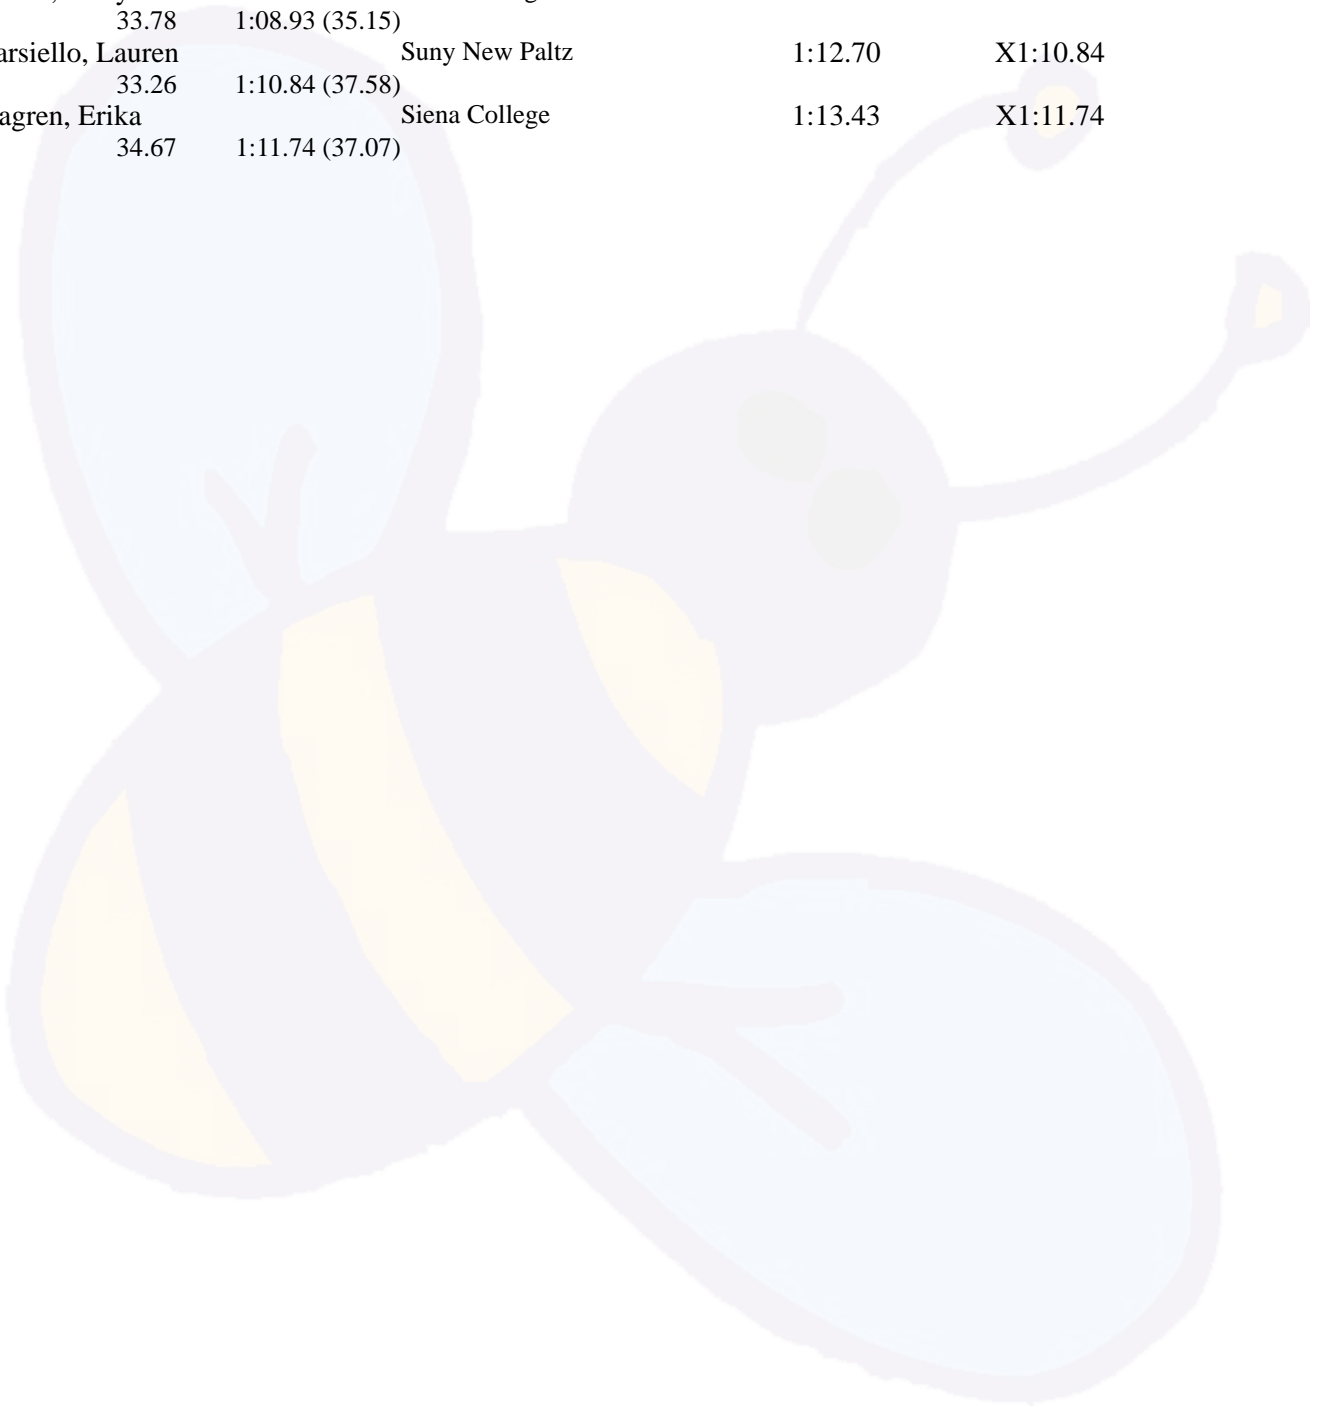 33.78 1:08.93 (35.15)
arsiello, Lauren Suny New Paltz 1:12.70 X1:10.84
33.26 1:10.84 (37.58)
agren, Erika Siena College 1:13.43 X1:11.74
34.67 1:11.74 (37.07)